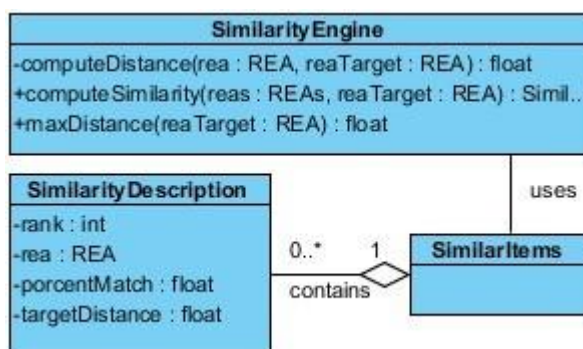 SimilarityEngine
-computeDistance(rea : REA, reaTarget : REA) : float
+computeSimilarity(reas : REAs, reaTarget : REA) : Simil...
+maxDistance(reaTarget : REA) : float
uses
SimilarityDescription
-rank : int
-rea : REA
-porcentMatch : float
-targetDistance : float
0..* 1
contains
SimilarItems